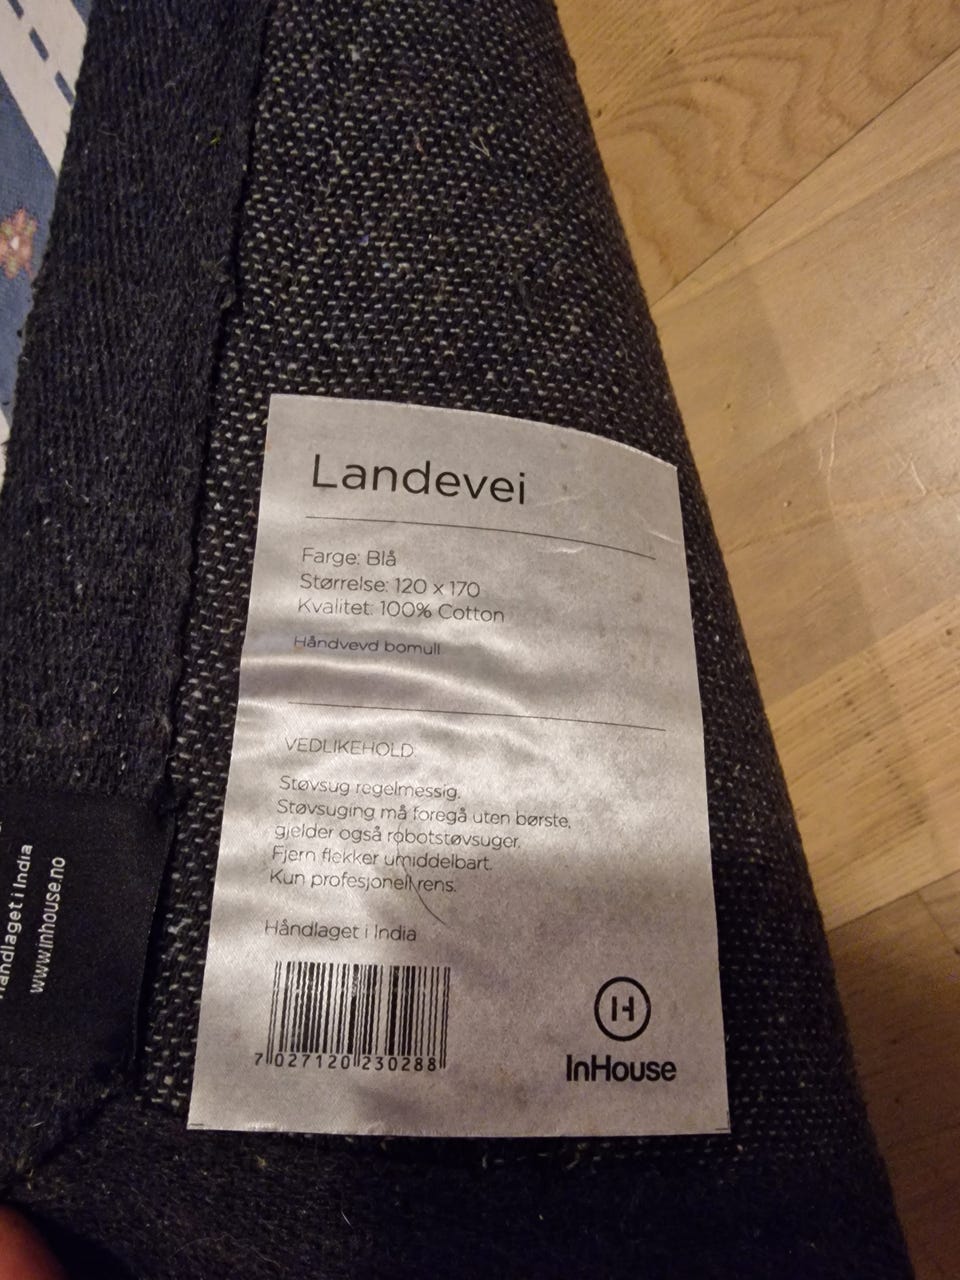 Landevei
Farge: Blå
Størrelse: 120 x 170
Kvalitet: 100% Cotton
Håndvevd bomull
VEDLIKEHOLD
Støvsug regelmessig.
Støvsuging må foregå uten børste,
gjelder også robotstøvsuger.
Fjern flekker umiddelbart.
Kun profesjonell rens.
Håndlaget i India
7 027120 230288
InHouse
Håndlaget i India
www.inhouse.no